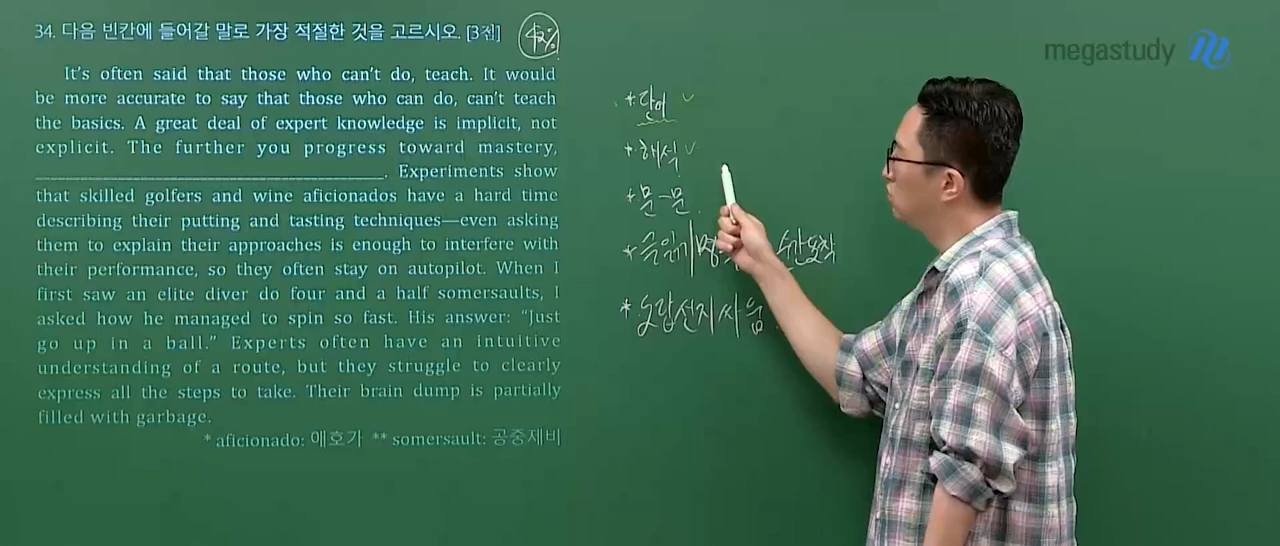 34. 다음 빈칸에 들어갈 말로 가장 적절한 것을 고르시오. [3점]
42%
megastudy
It's often said that those who can't do, teach. It would
be more accurate to say that those who can do, can't teach
the basics. A great deal of expert knowledge is implicit, not
explicit. The further you progress toward mastery,
____________________. Experiments show
that skilled golfers and wine aficionados have a hard time
describing their putting and tasting techniques—even asking
them to explain their approaches is enough to interfere with
their performance, so they often stay on autopilot. When I
first saw an elite diver do four and a half somersaults, I
asked how he managed to spin so fast. His answer: “Just
go up in a ball.” Experts often have an intuitive
understanding of a route, but they struggle to clearly
express all the steps to take. Their brain dump is partially
filled with garbage.
* aficionado: 애호가 ** somersault: 공중제비
* 단어
* 해석
* 문-문
* 오답선지싸움